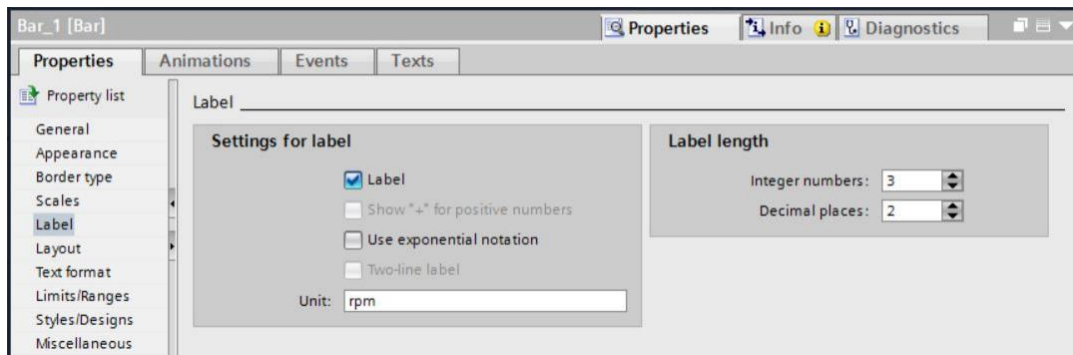 Bar_1 [Bar]
Properties
Info
Diagnostics
Properties
Animations
Events
Texts
Property list
General
Appearance
Border type
Scales
Label
Layout
Text format
Limits/Ranges
Styles/Designs
Miscellaneous
Label
Settings for label
Label
Show "+" for positive numbers
Use exponential notation
Two-line label
Unit: rpm
Label length
Integer numbers: 3
Decimal places: 2